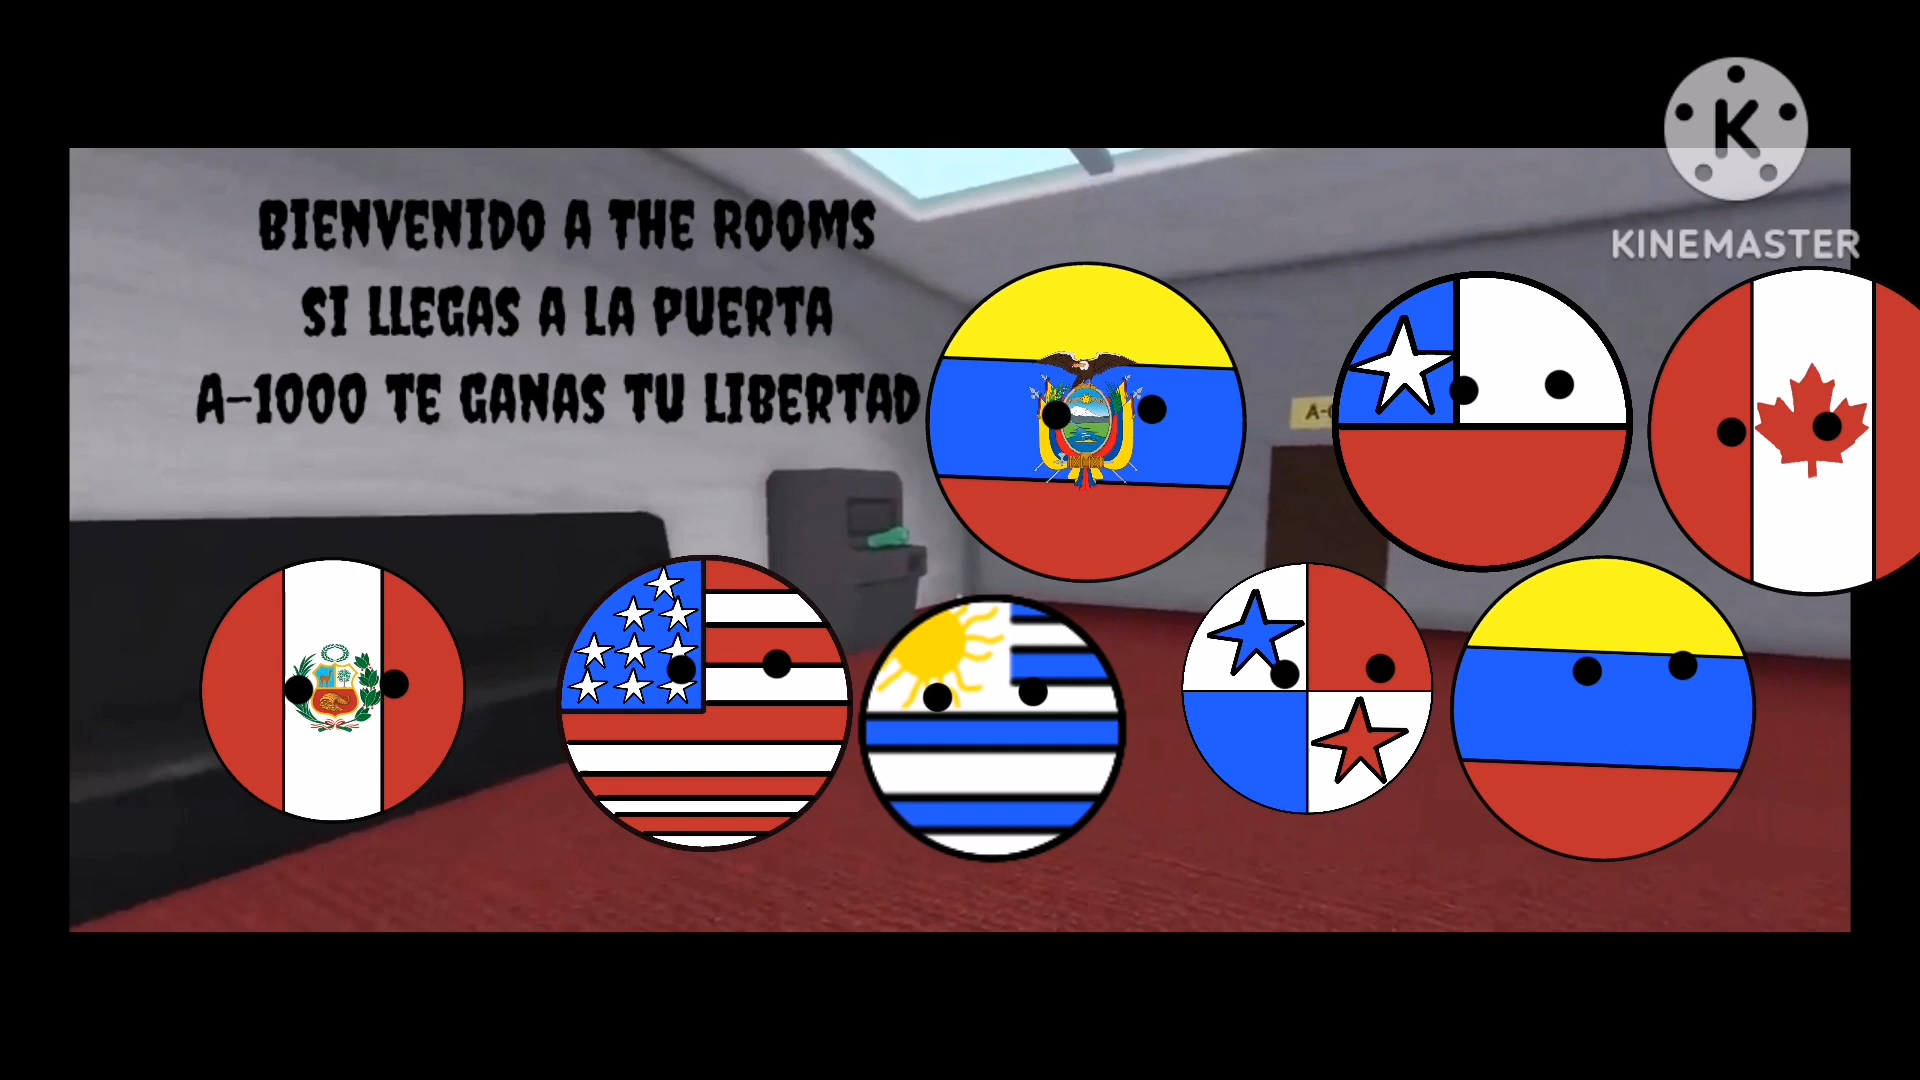 BIENVENIDO A THE ROOMS
SI LLEGAS A LA PUERTA
A-1000 TE GANAS TU LIBERTAD
K
KINEMASTER